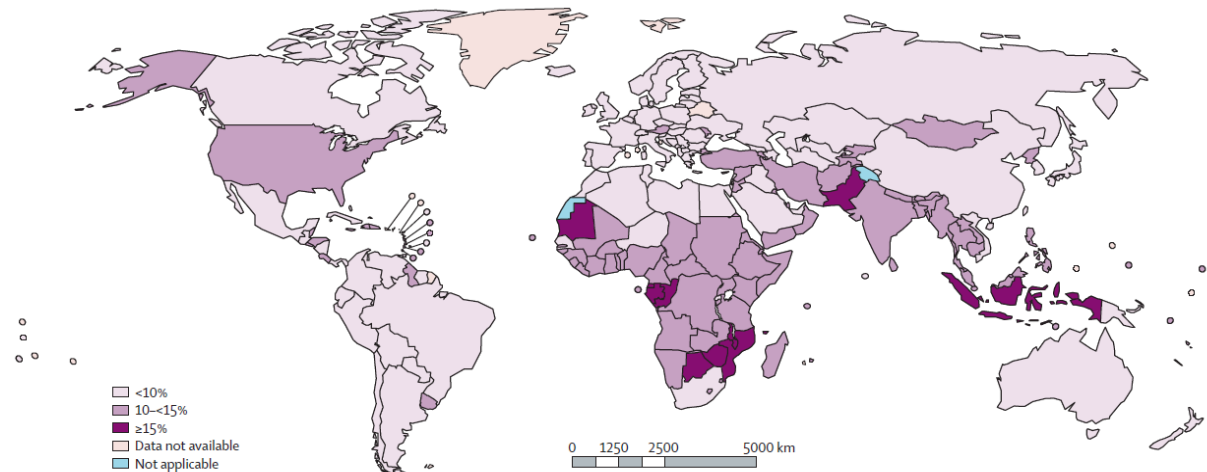 <10%
10–<15%
≥15%
Data not available
Not applicable
0 1250 2500 5000 km